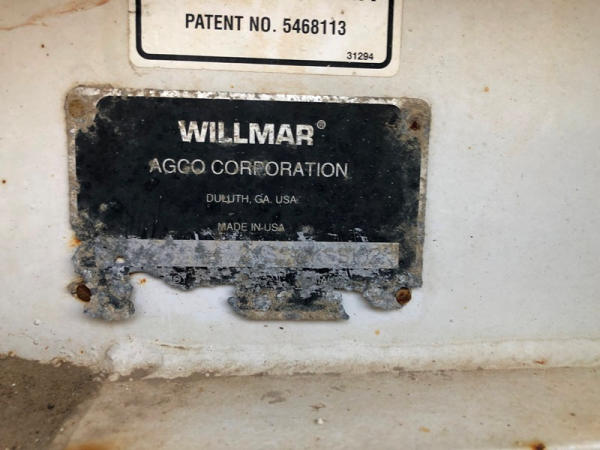 PATENT NO. 5468113
31294
WILLMAR®
AGCO CORPORATION
DULUTH, GA. USA
MADE IN USA